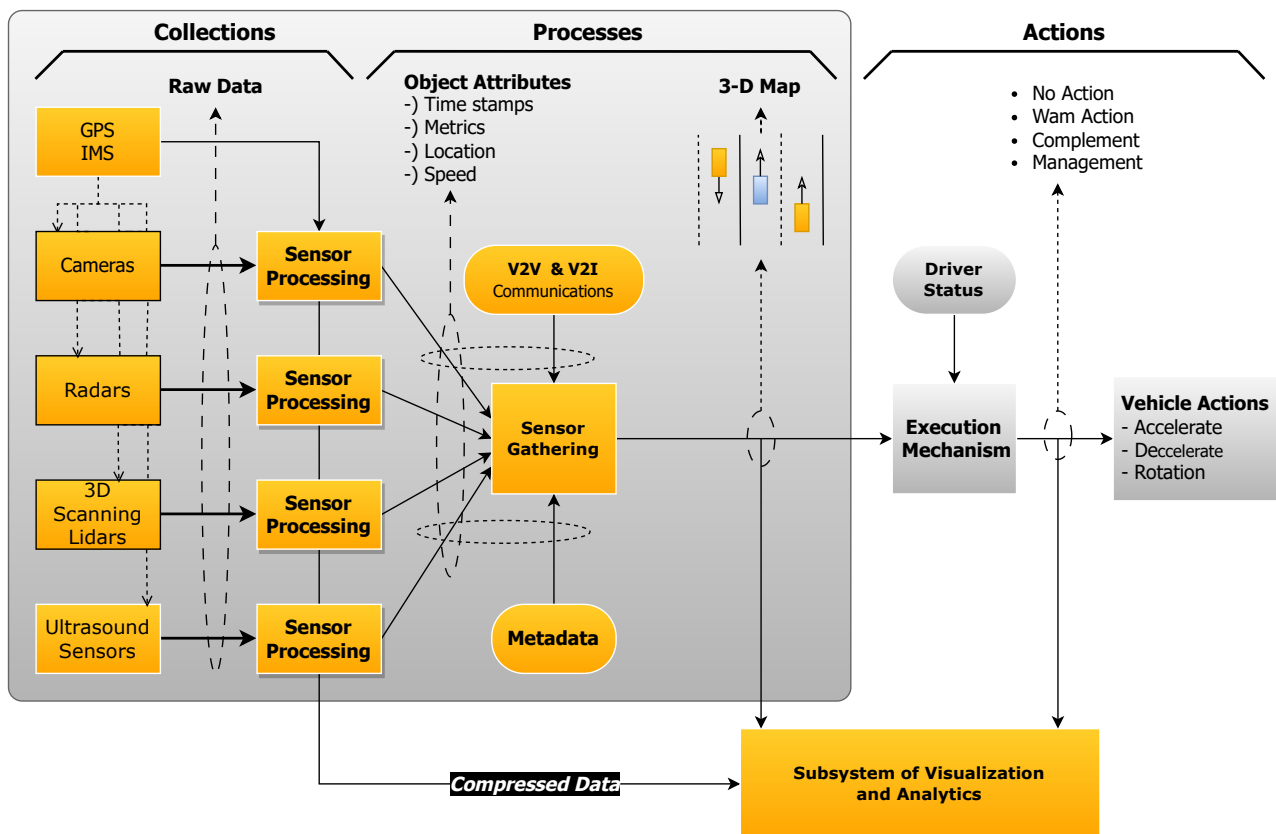 Collections
Processes
Actions
Raw Data
Object Attributes
-) Time stamps
-) Metrics
-) Location
-) Speed
3-D Map
• No Action
• Wam Action
• Complement
• Management
GPS
IMS
Cameras
Sensor
Processing
V2V & V2I
Communications
Driver
Status
Radars
Sensor
Processing
Sensor
Gathering
Execution
Mechanism
Vehicle Actions
- Accelerate
- Deccelerate
- Rotation
3D
Scanning
Lidars
Sensor
Processing
Ultrasound
Sensors
Sensor
Processing
Metadata
Compressed Data
Subsystem of Visualization
and Analytics